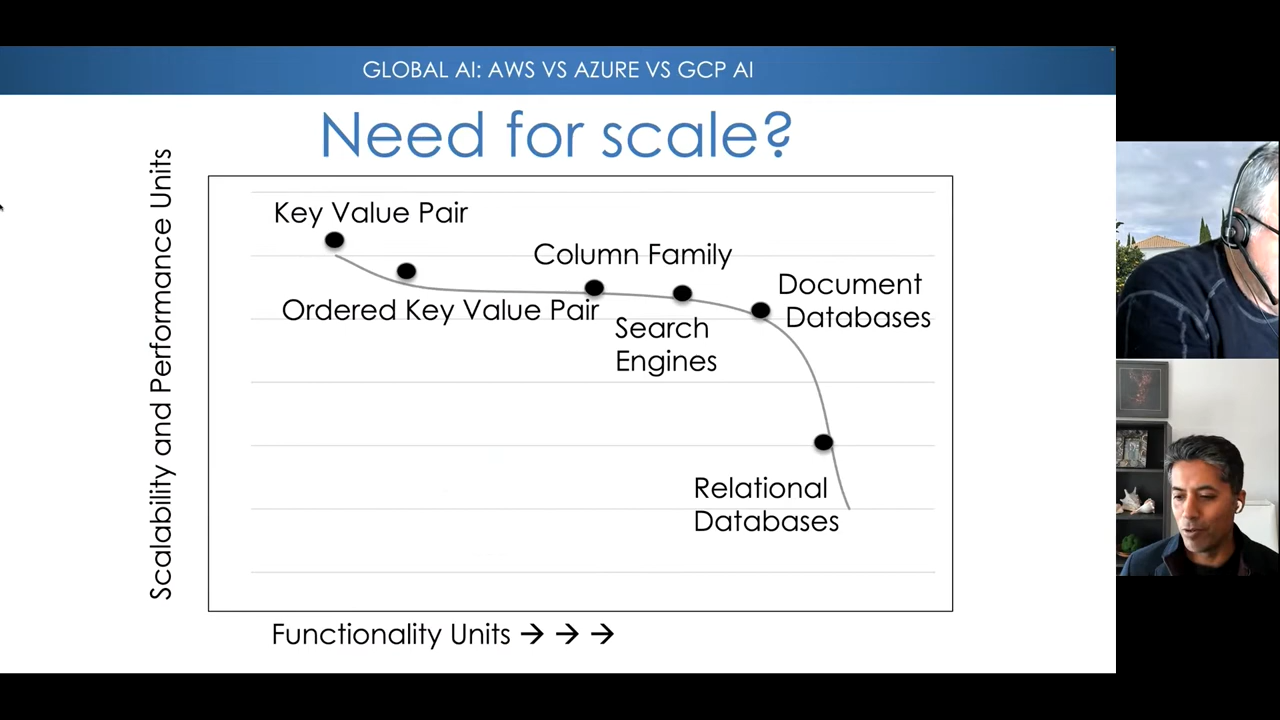 GLOBAL AI: AWS VS AZURE VS GCP AI
Need for scale?
Scalability and Performance Units
Key Value Pair
Ordered Key Value Pair
Column Family
Search
Engines
Document
Databases
Relational
Databases
Functionality Units → → →